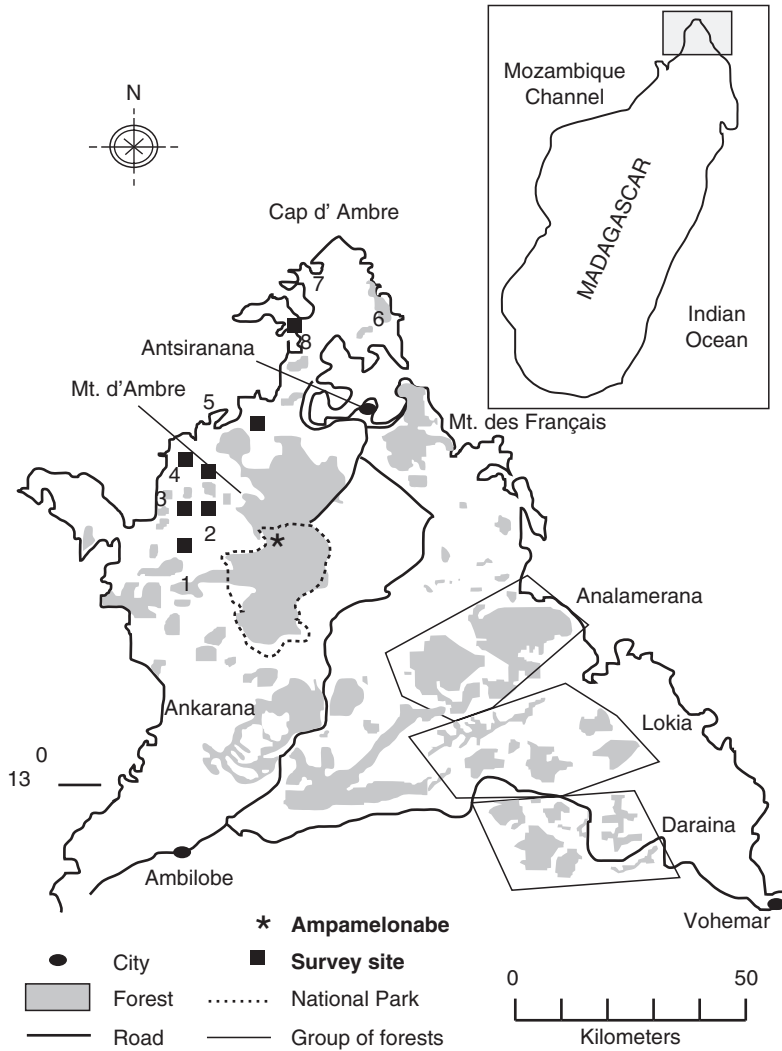 Mozambique
Channel
MADAGASCAR
Indian
Ocean
N
Cap d' Ambre
7
6
8
Antsiranana
Mt. d'Ambre
5
Mt. des Français
4
3
2
1
Analamerana
Ankarana
Lokia
0
13
Daraina
Ambilobe
Vohemar
* Ampamelonabe
City
Survey site
Forest
National Park
Road
Group of forests
0 50
Kilometers